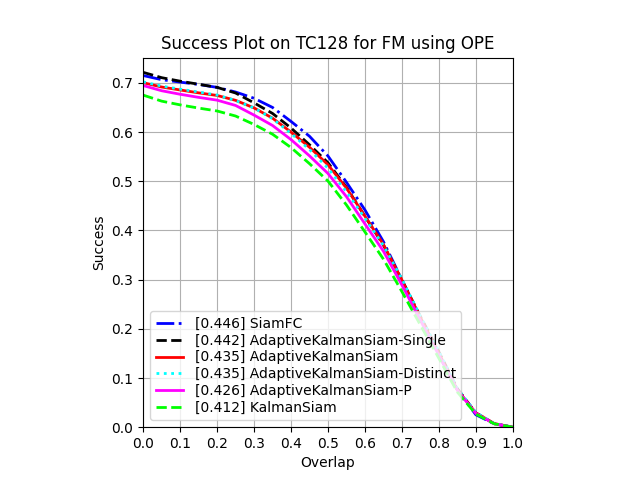 Success Plot on TC128 for FM using OPE
0.7
0.6
0.5
0.4
0.3
0.2
0.1
0.0
Success
[0.446] SiamFC
[0.442] AdaptiveKalmanSiam-Single
[0.435] AdaptiveKalmanSiam
[0.435] AdaptiveKalmanSiam-Distinct
[0.426] AdaptiveKalmanSiam-P
[0.412] KalmanSiam
0.0 0.1 0.2 0.3 0.4 0.5 0.6 0.7 0.8 0.9 1.0
Overlap